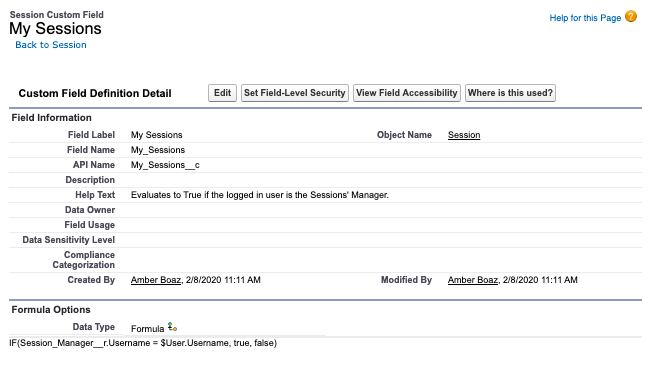 Session Custom Field
My Sessions
Help for this Page ?
Back to Session
Custom Field Definition Detail Edit Set Field-Level Security View Field Accessibility Where is this used?
Field Information
Field Label My Sessions Object Name Session
Field Name My_Sessions
API Name My_Sessions__c
Description
Help Text Evaluates to True if the logged in user is the Sessions' Manager.
Data Owner
Field Usage
Data Sensitivity Level
Compliance
Categorization
Created By Amber Boaz, 2/8/2020 11:11 AM Modified By Amber Boaz, 2/8/2020 11:11 AM
Formula Options
Data Type Formula
IF(Session_Manager__r.Username = $User.Username, true, false)